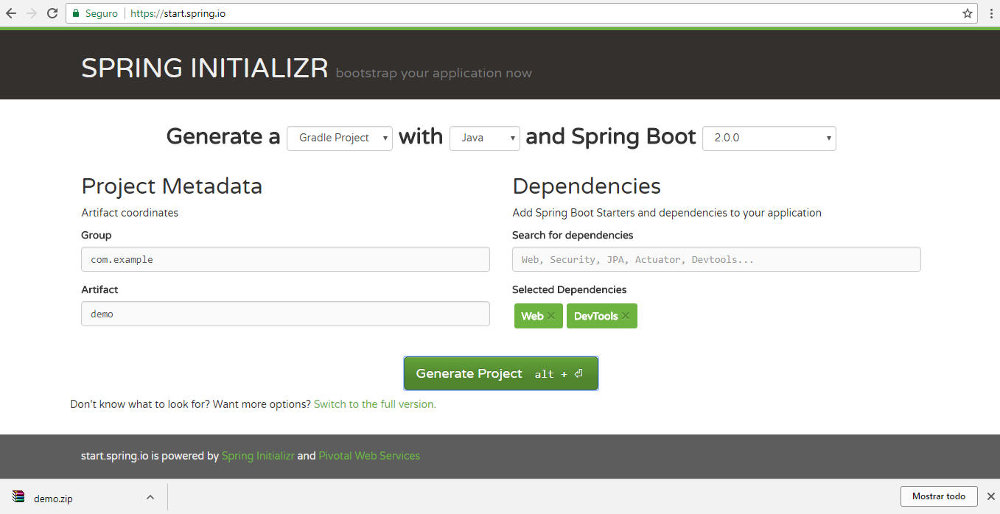 Seguro https://start.spring.io
SPRING INITIALIZR bootstrap your application now
Generate a Gradle Project with Java and Spring Boot 2.0.0
Project Metadata
Artifact coordinates
Group
com.example
Artifact
demo
Dependencies
Add Spring Boot Starters and dependencies to your application
Search for dependencies
Web, Security, JPA, Actuator, Devtools...
Selected Dependencies
Web × DevTools ×
Generate Project alt + ⏎
Don't know what to look for? Want more options? Switch to the full version.
start.spring.io is powered by Spring Initializr and Pivotal Web Services
demo.zip
Mostrar todo